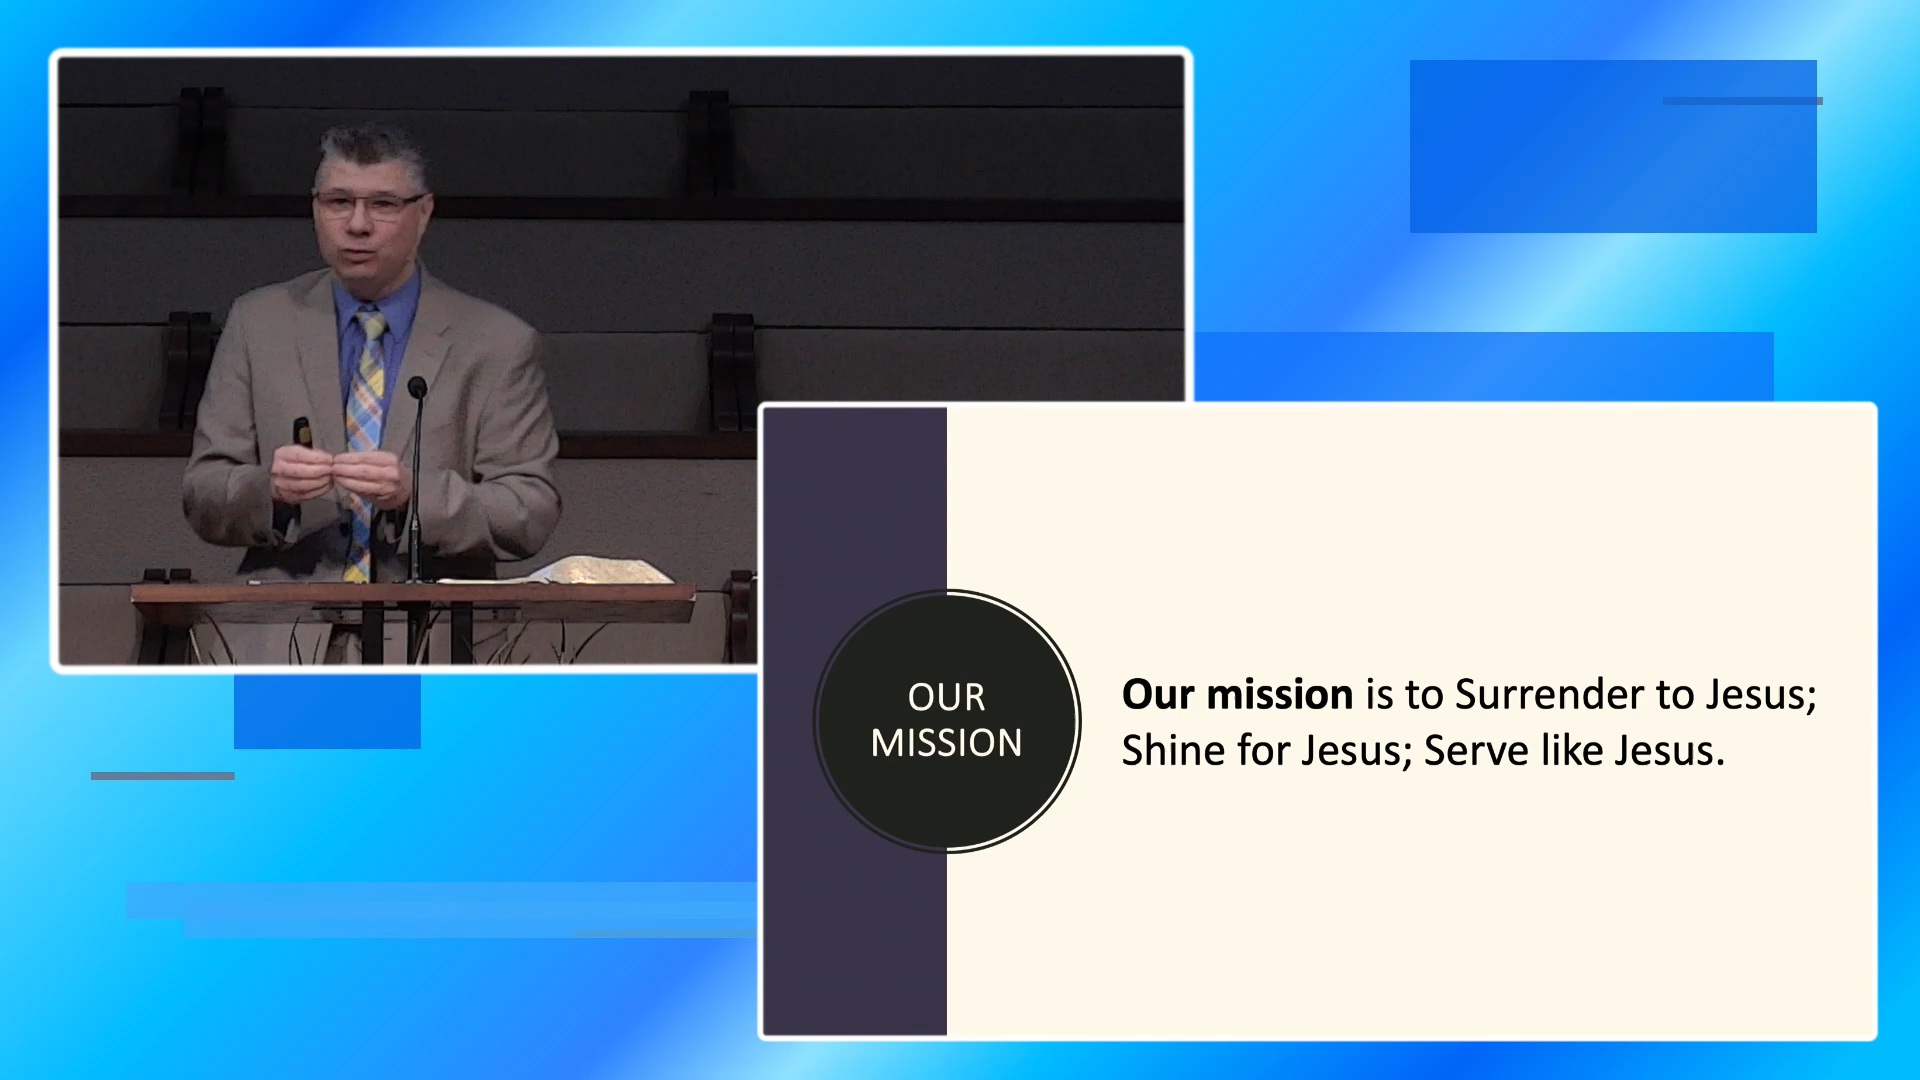 OUR
MISSION
Our mission is to Surrender to Jesus;
Shine for Jesus; Serve like Jesus.